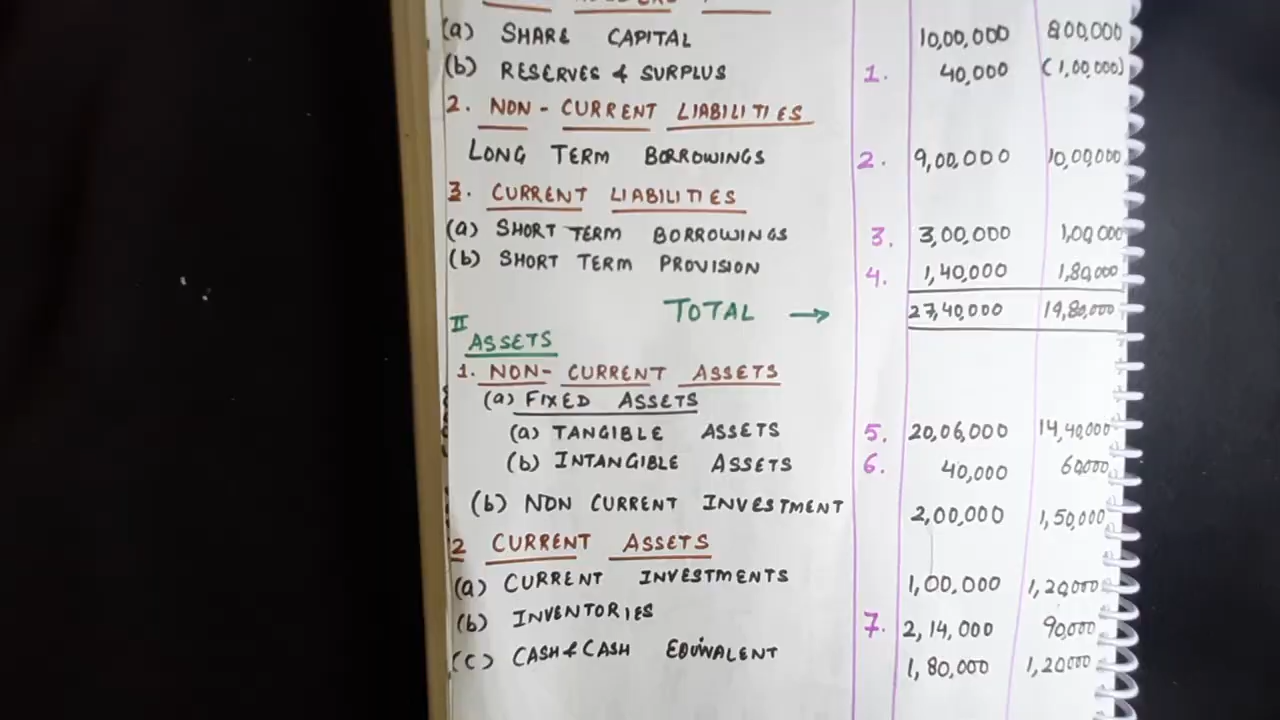 (a) SHARE CAPITAL 10,00,000 800,000
(b) RESERVES & SURPLUS 1. 40,000 (1,00,000)
2. NON-CURRENT LIABILITIES
LONG TERM BORROWINGS 2. 9,00,000 10,00,000
3. CURRENT LIABILITIES
(a) SHORT TERM BORROWINGS 3. 3,00,000 1,00,000
(b) SHORT TERM PROVISION 4. 1,40,000 1,80,000
TOTAL → 27,40,000 19,80,000
II
ASSETS
1. NON-CURRENT ASSETS
(a) FIXED ASSETS
(a) TANGIBLE ASSETS 5. 20,06,000 14,40,000
(b) INTANGIBLE ASSETS 6. 40,000 60,000
(b) NON CURRENT INVESTMENT 2,00,000 1,50,000
2 CURRENT ASSETS
(a) CURRENT INVESTMENTS 1,00,000 1,20,000
(b) INVENTORIES 7. 2,14,000 90,000
(c) CASH & CASH EQUIVALENT 1,80,000 1,20000